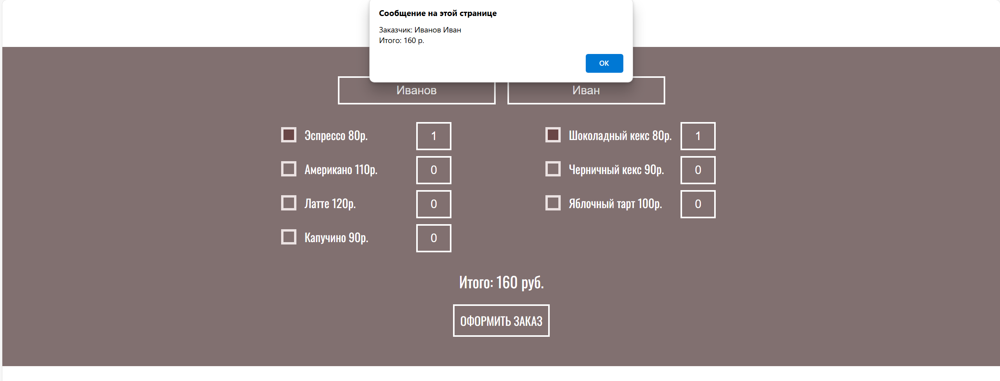 Сообщение на этой странице
Заказчик: Иванов Иван
Итого: 160 р.
ОК
Иванов
Иван
Эспрессо 80р.
1
Шоколадный кекс 80р.
1
Американо 110р.
0
Черничный кекс 90р.
0
Латте 120р.
0
Яблочный тарт 100р.
0
Капучино 90р.
0
Итого: 160 руб.
ОФОРМИТЬ ЗАКАЗ